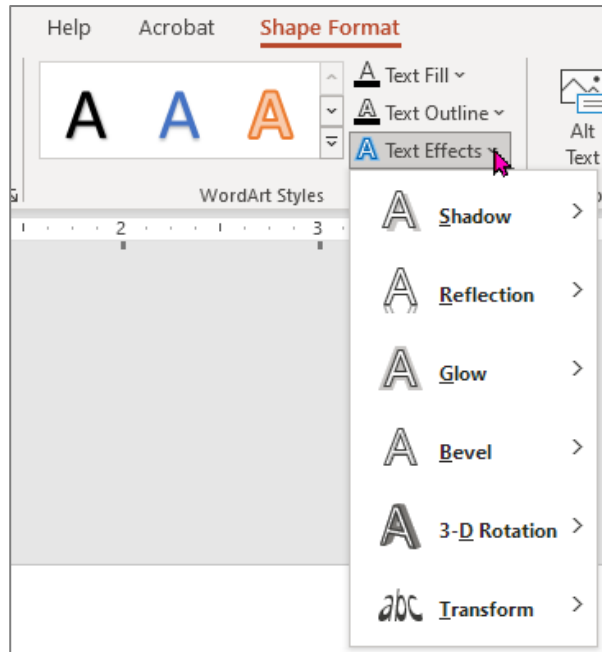 Help Acrobat Shape Format
A A A
Text Fill
Text Outline
Text Effects
Alt
Text
WordArt Styles
2 3
Shadow
Reflection
Glow
Bevel
3-D Rotation
abc Transform